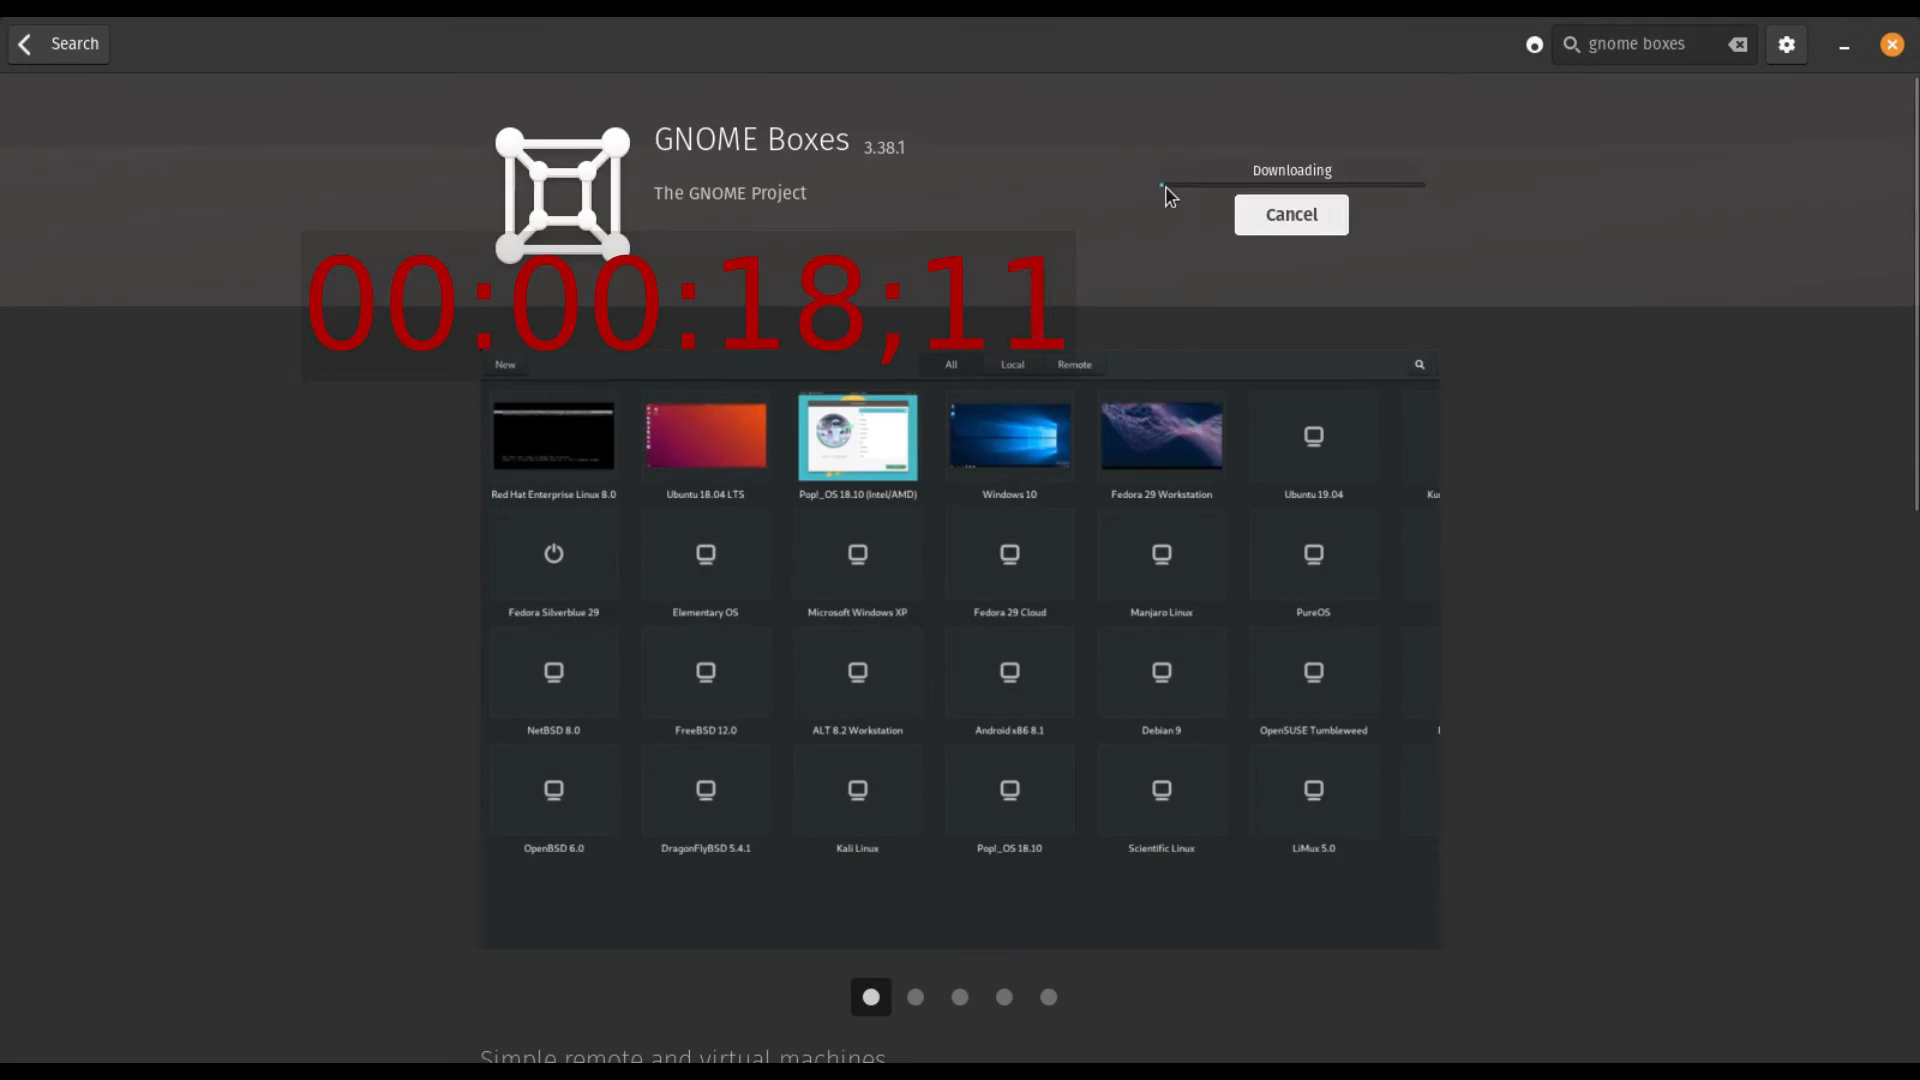 Search
gnome boxes
GNOME Boxes 3.38.1
The GNOME Project
Downloading
Cancel
00:00:18;11
New
All Local Remote
Red Hat Enterprise Linux 8.0 Ubuntu 18.04 LTS Pop!_OS 18.10 (Intel/AMD) Windows 10 Fedora 29 Workstation Ubuntu 19.04 Ku
Fedora Silverblue 29 Elementary OS Microsoft Windows XP Fedora 29 Cloud Manjaro Linux PureOS
NetBSD 8.0 FreeBSD 12.0 ALT 8.2 Workstation Android x86 8.1 Debian 9 OpenSUSE Tumbleweed
OpenBSD 6.0 DragonFlyBSD 5.4.1 Kali Linux Pop!_OS 18.10 Scientific Linux LiMux 5.0
Simple remote and virtual machines